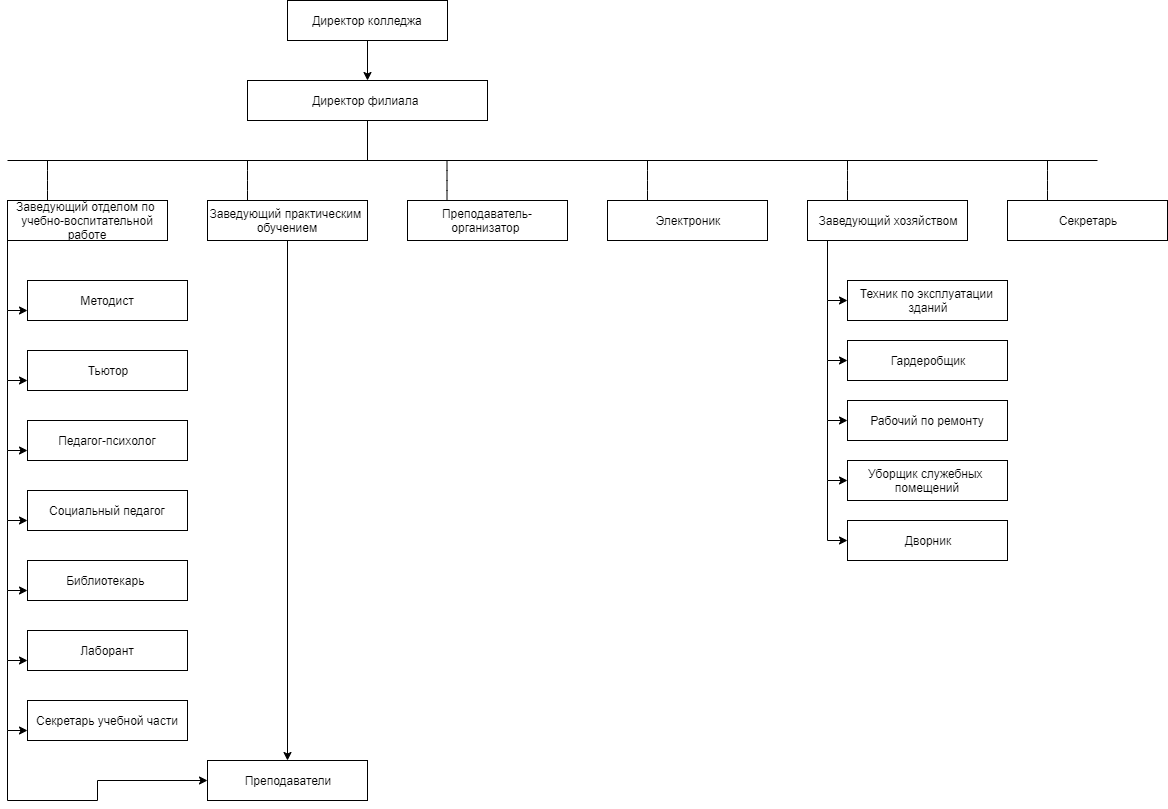 Директор колледжа
Директор филиала
Заведующий отделом по
учебно-воспитательной
работе
Заведующий практическим
обучением
Преподаватель-
организатор
Электроник
Заведующий хозяйством
Секретарь
Методист
Тьютор
Педагог-психолог
Социальный педагог
Библиотекарь
Лаборант
Секретарь учебной части
Преподаватели
Техник по эксплуатации
зданий
Гардеробщик
Рабочий по ремонту
Уборщик служебных
помещений
Дворник